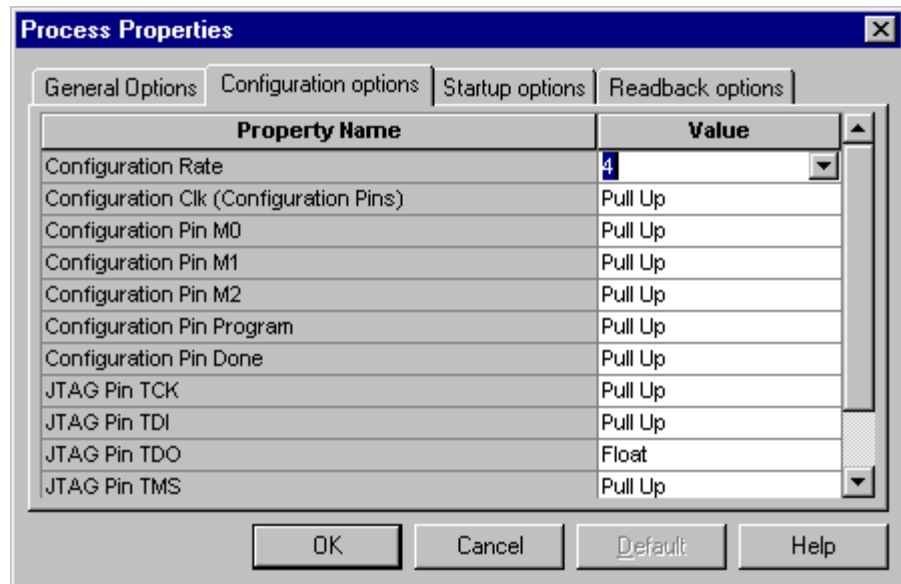 Process Properties
General Options Configuration options Startup options Readback options
Property Name Value
Configuration Rate 4
Configuration Clk (Configuration Pins) Pull Up
Configuration Pin M0 Pull Up
Configuration Pin M1 Pull Up
Configuration Pin M2 Pull Up
Configuration Pin Program Pull Up
Configuration Pin Done Pull Up
JTAG Pin TCK Pull Up
JTAG Pin TDI Pull Up
JTAG Pin TDO Float
JTAG Pin TMS Pull Up
OK Cancel Default Help